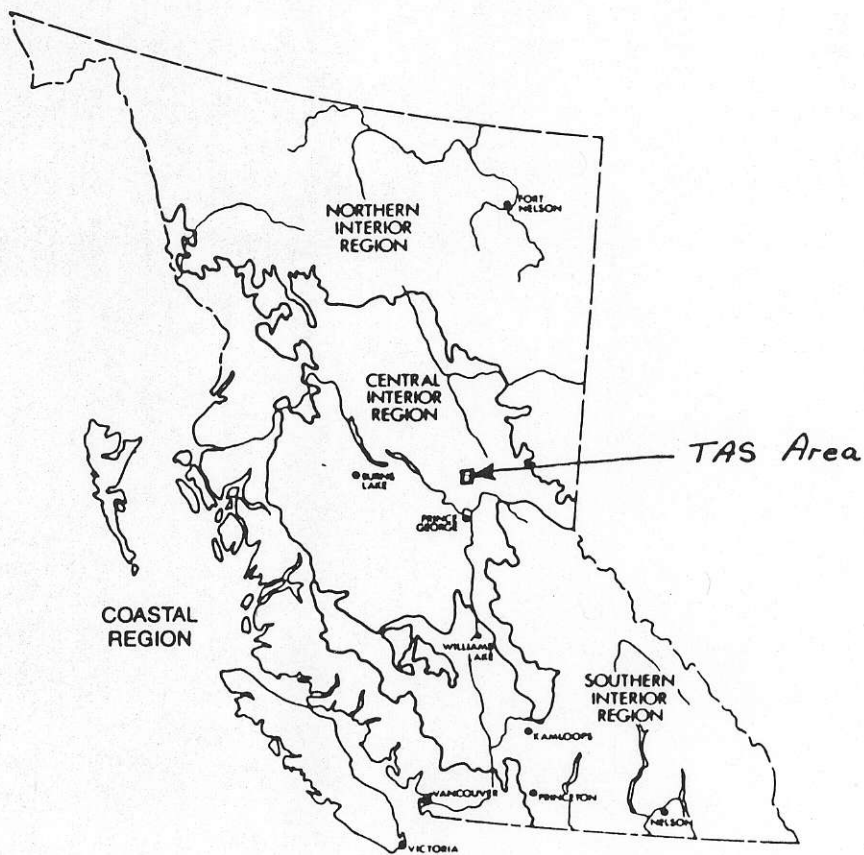 NORTHERN
INTERIOR
REGION
FORT
NELSON
CENTRAL
INTERIOR
REGION
TAS Area
BURNS
LAKE
PRINCE
GEORGE
COASTAL
REGION
WILLIAMS
LAKE
SOUTHERN
INTERIOR
REGION
KAMLOOPS
VANCOUVER
PRINCETON
NELSON
VICTORIA